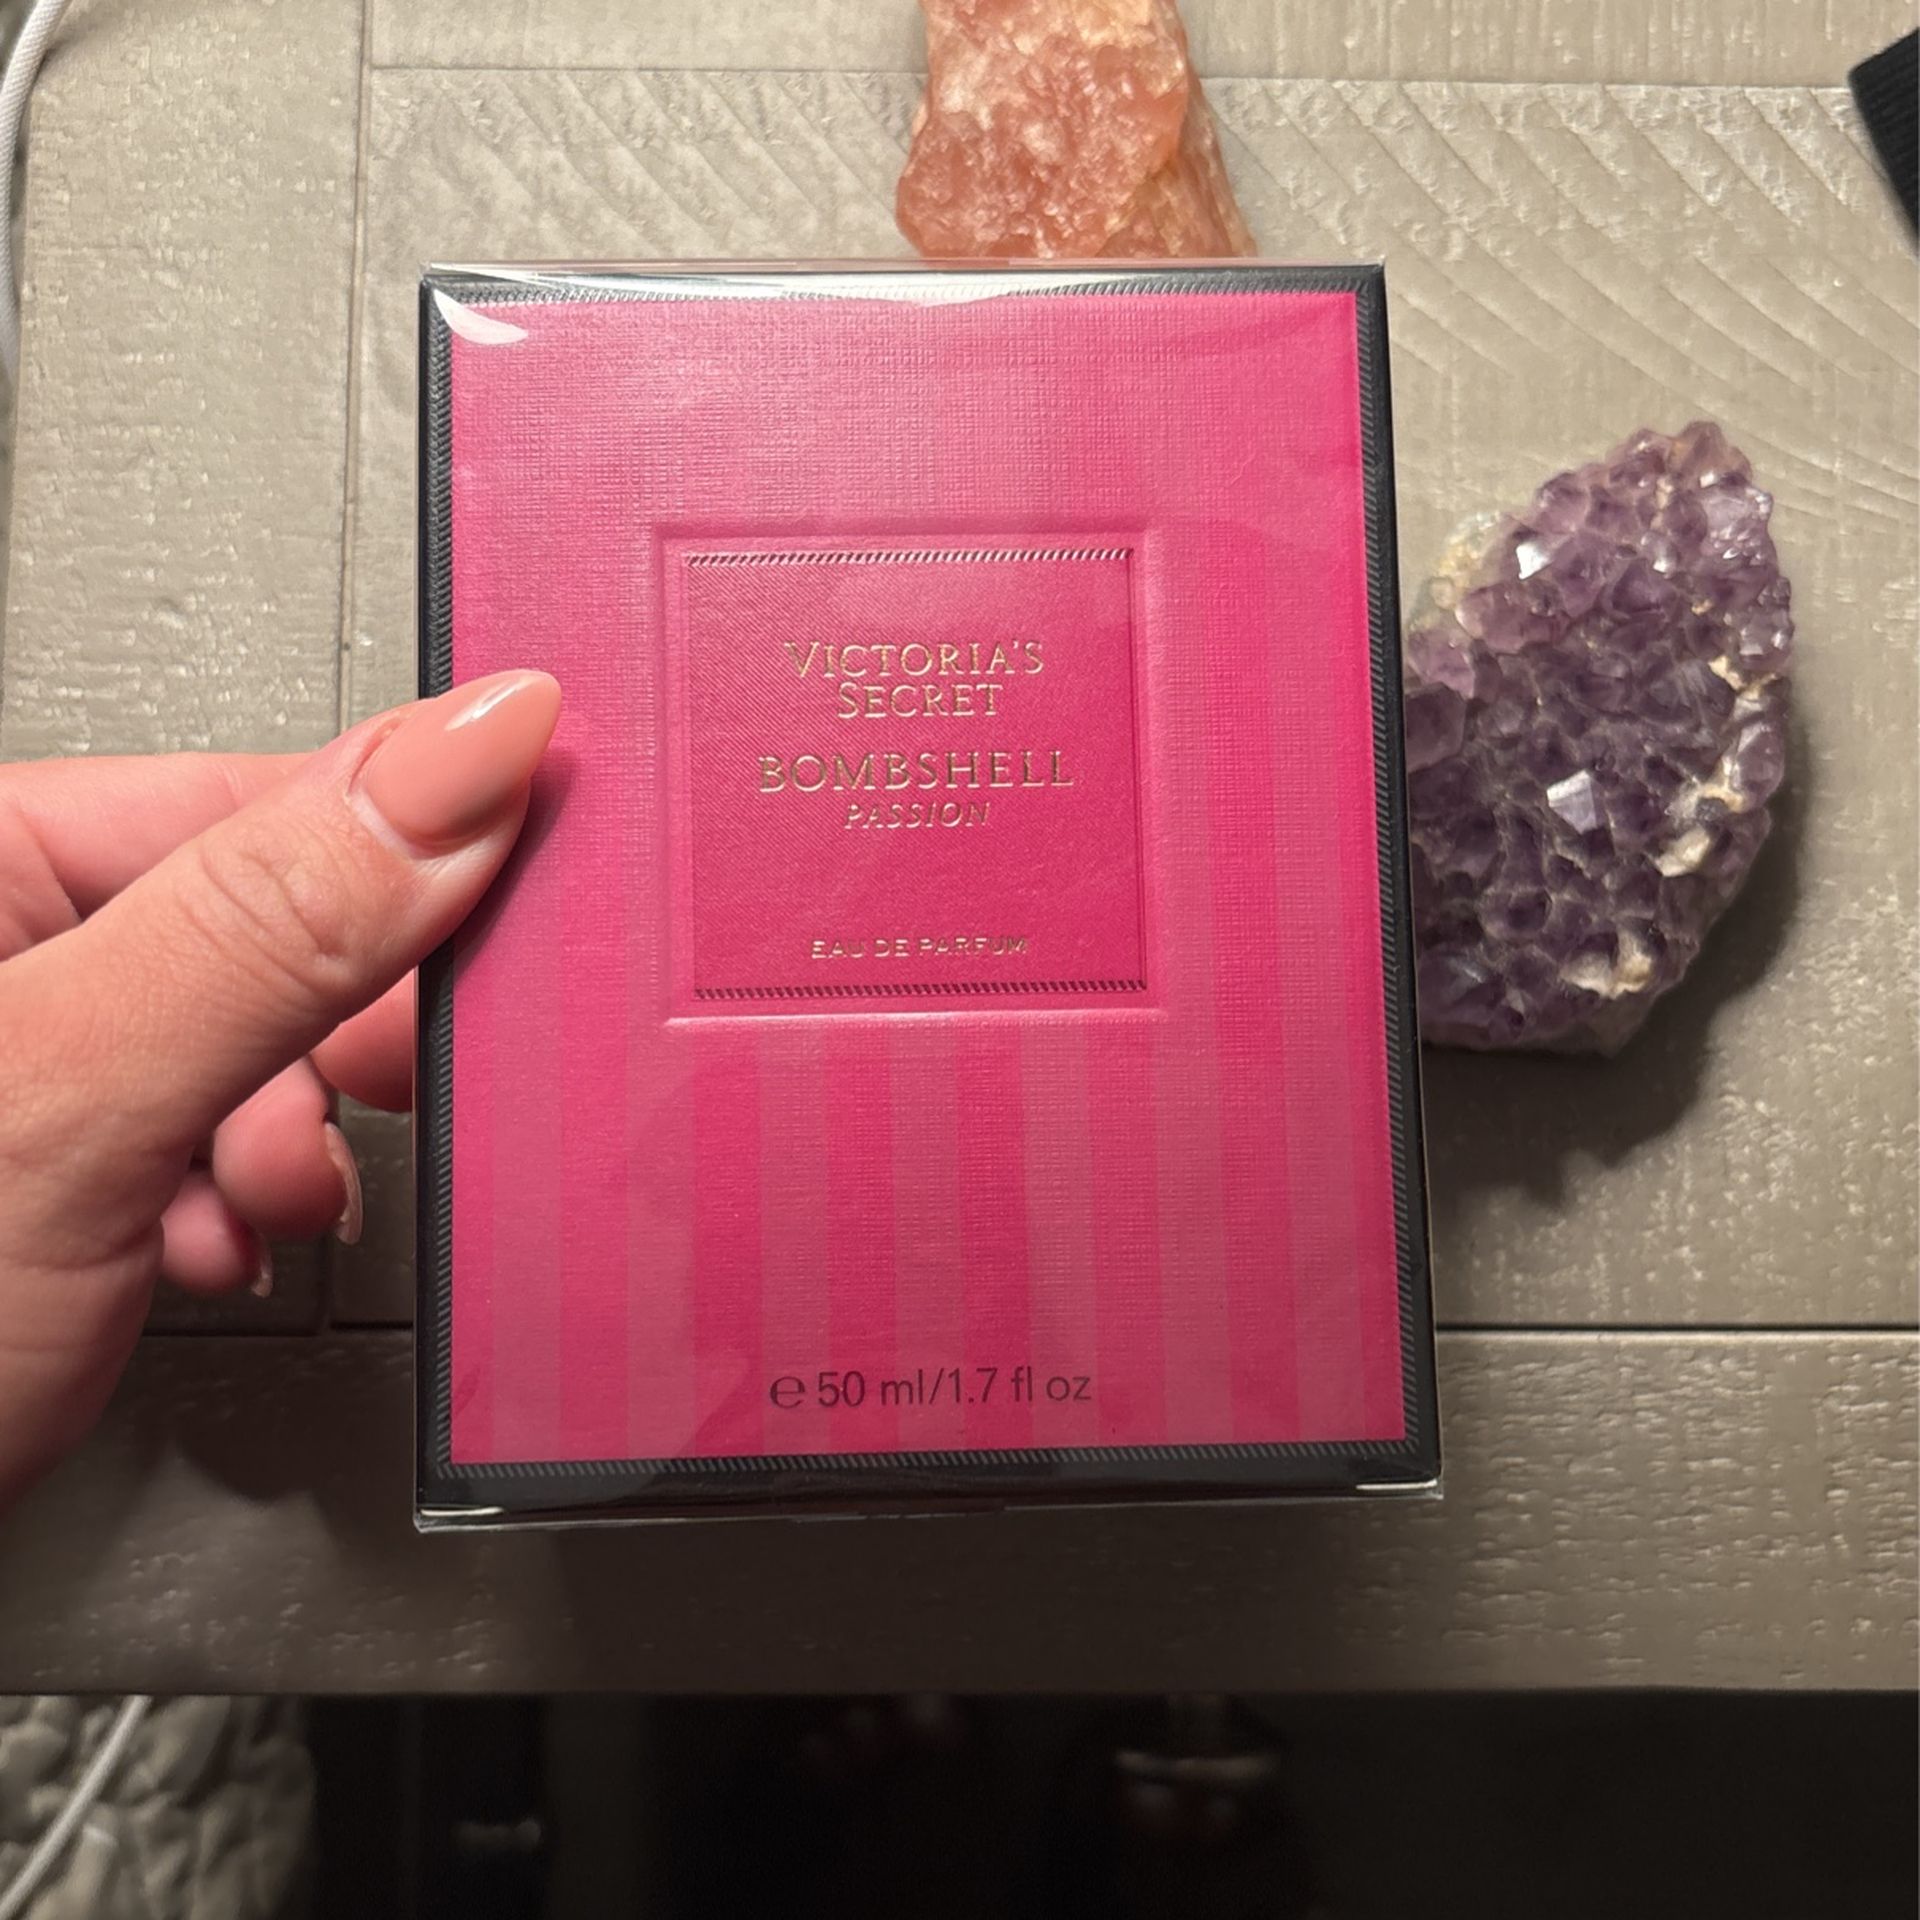 VICTORIA'S
SECRET
BOMBSHELL
PASSION
EAU DE PARFUM
℮ 50 ml/1.7 fl oz